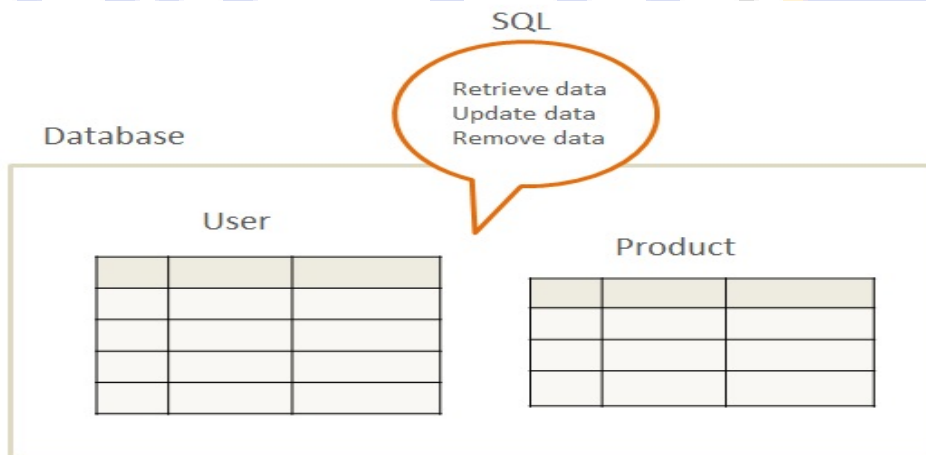 SQL
Retrieve data
Update data
Remove data
Database
User
Product